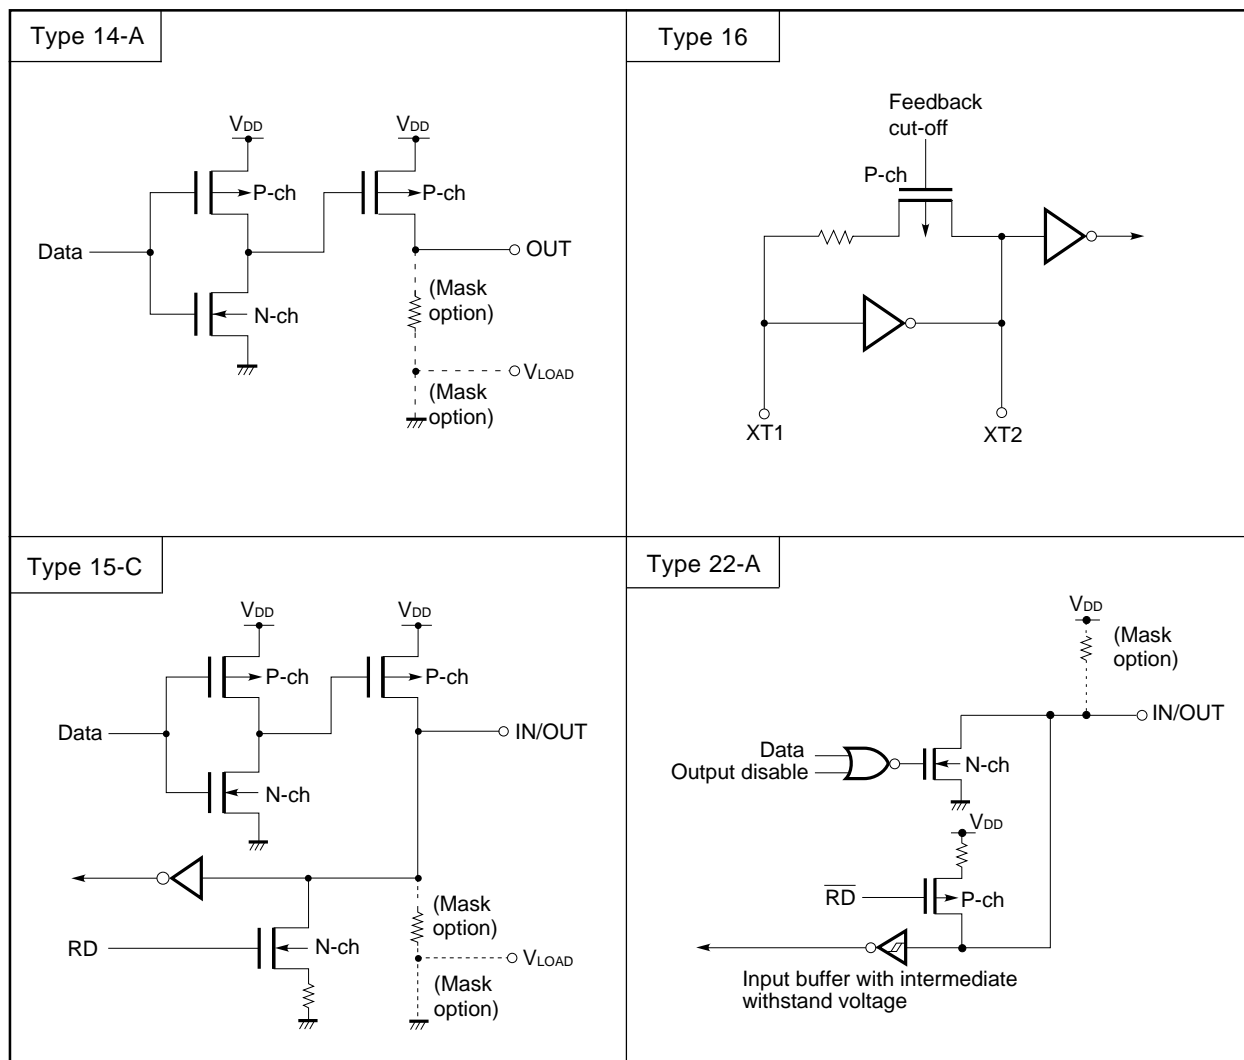 Type 14-A
VDD
VDD
P-ch
P-ch
Data
OUT
N-ch
(Mask
option)
VLOAD
(Mask
option)
Type 16
Feedback
cut-off
P-ch
XT1
XT2
Type 15-C
VDD
VDD
P-ch
P-ch
Data
IN/OUT
N-ch
(Mask
option)
RD
N-ch
VLOAD
(Mask
option)
Type 22-A
VDD
(Mask
option)
IN/OUT
Data
Output disable
N-ch
VDD
RD
P-ch
Input buffer with intermediate
withstand voltage